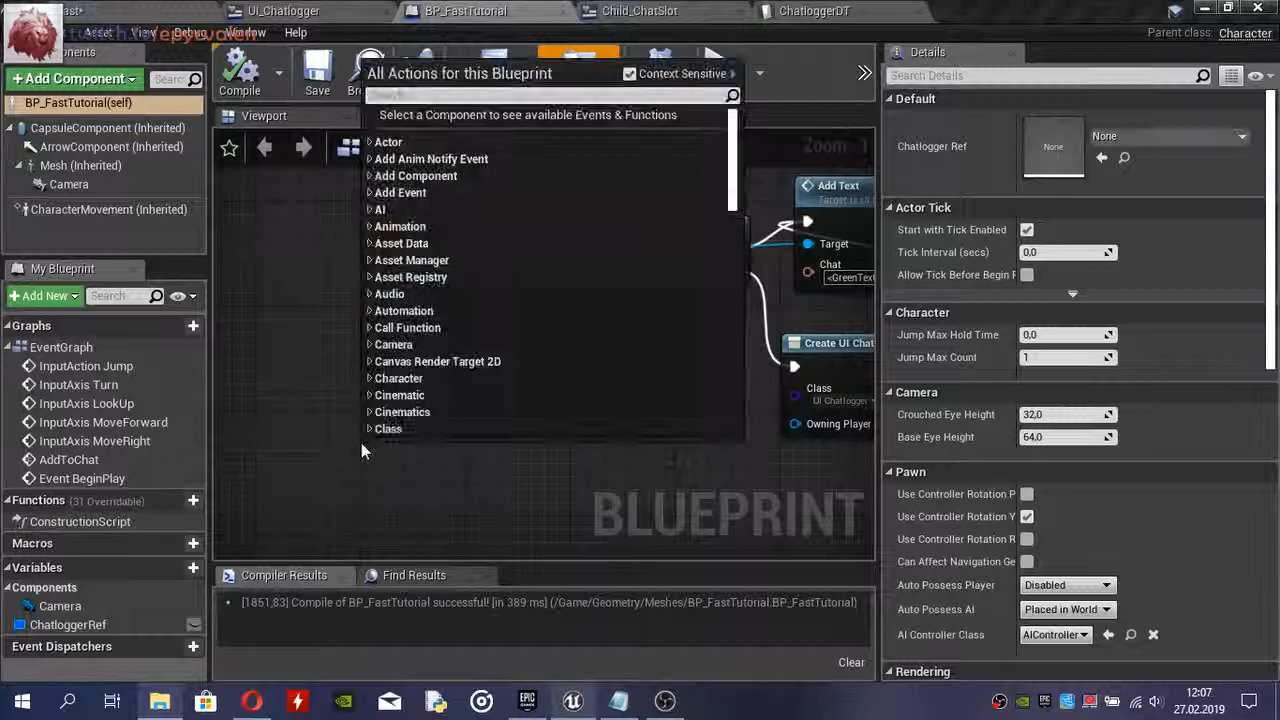 UI_Chatlogger
BP_FastTutorial
Child_ChatSlot
ChatloggerDT
twitch.tv/epycvalen
Asset
View
Debug
Window
Help
Parent class: Character
+Add Component
Searc
BP_FastTutorial(self)
CapsuleComponent (Inherited)
ArrowComponent (Inherited)
Mesh (Inherited)
Camera
CharacterMovement (Inherited)
My Blueprint
+Add New
Search
Graphs
EventGraph
InputAction Jump
InputAxis Turn
InputAxis LookUp
InputAxis MoveForward
InputAxis MoveRight
AddToChat
Event BeginPlay
Functions (31 Overridable)
ConstructionScript
Macros
Variables
Components
Camera
ChatloggerRef
Event Dispatchers
Compile
Save
Viewport
All Actions for this Blueprint
Context Sensitive
Select a Component to see available Events & Functions
Actor
Add Anim Notify Event
Add Component
Add Event
AI
Animation
Asset Data
Asset Manager
Asset Registry
Audio
Automation
Call Function
Camera
Canvas Render Target 2D
Character
Cinematic
Cinematics
Class
Zoom 1
Add Text
Target
Chat
<GreenText
Create UI Chat
Class
UI Chatlogger
Owning Player
BLUEPRINT
Compiler Results
Find Results
[1851,83] Compile of BP_FastTutorial successful! [in 389 ms] (/Game/Geometry/Meshes/BP_FastTutorial.BP_FastTutorial)
Clear
Details
Search Details
Default
Chatlogger Ref
None
None
Actor Tick
Start with Tick Enabled
Tick Interval (secs)
0,0
Allow Tick Before Begin F
Character
Jump Max Hold Time
0,0
Jump Max Count
1
Camera
Crouched Eye Height
32,0
Base Eye Height
64,0
Pawn
Use Controller Rotation P
Use Controller Rotation Y
Use Controller Rotation R
Can Affect Navigation Ge
Auto Possess Player
Disabled
Auto Possess AI
Placed in World
AI Controller Class
AIController
Rendering
EPIC GAMES
12:07
27.02.2019